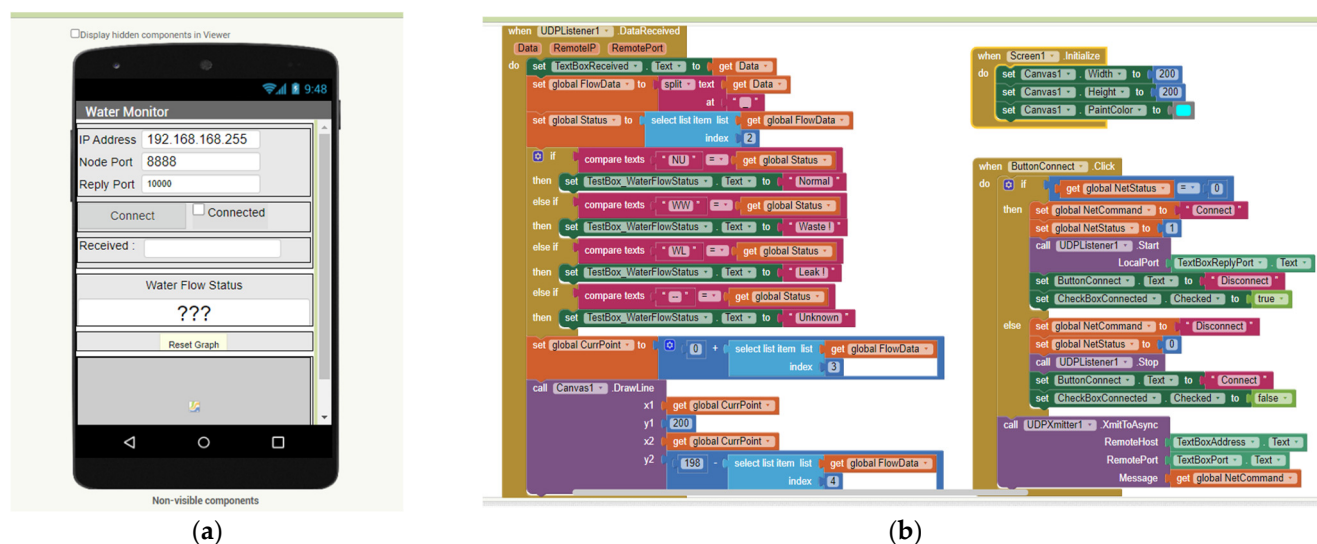 Display hidden components in Viewer
9:48
Water Monitor
IP Address 192.168.168.255
Node Port 8888
Reply Port 10000
Connect Connected
Received :
Water Flow Status
???
Reset Graph
Non-visible components
(a)
when UDPListener1 .DataReceived
Data RemoteIP RemotePort
do set TextBoxReceived . Text to get Data
set global FlowData to split text get Data
at " _ "
set global Status to select list item list get global FlowData
index 2
if compare texts " NU " = get global Status
then set TestBox_WaterFlowStatus . Text to " Normal "
else if compare texts " WW " = get global Status
then set TestBox_WaterFlowStatus . Text to " Waste ! "
else if compare texts " WL " = get global Status
then set TestBox_WaterFlowStatus . Text to " Leak ! "
else if compare texts " -- " = get global Status
then set TestBox_WaterFlowStatus . Text to " Unknown "
set global CurrPoint to 0 + select list item list get global FlowData
index 3
call Canvas1 .DrawLine
x1 get global CurrPoint
y1 200
x2 get global CurrPoint
y2 198 - select list item list get global FlowData
index 4
when Screen1 .Initialize
do set Canvas1 . Width to 200
set Canvas1 . Height to 200
set Canvas1 . PaintColor to
when ButtonConnect .Click
do if get global NetStatus = 0
then set global NetCommand to " Connect "
set global NetStatus to 1
call UDPListener1 .Start
LocalPort TextBoxReplyPort . Text
set ButtonConnect . Text to " Disconnect "
set CheckBoxConnected . Checked to true
else set global NetCommand to " Disconnect "
set global NetStatus to 0
call UDPListener1 .Stop
set ButtonConnect . Text to " Connect "
set CheckBoxConnected . Checked to false
call UDPXmitter1 .XmitToAsync
RemoteHost TextBoxAddress . Text
RemotePort TextBoxPort . Text
Message get global NetCommand
(b)